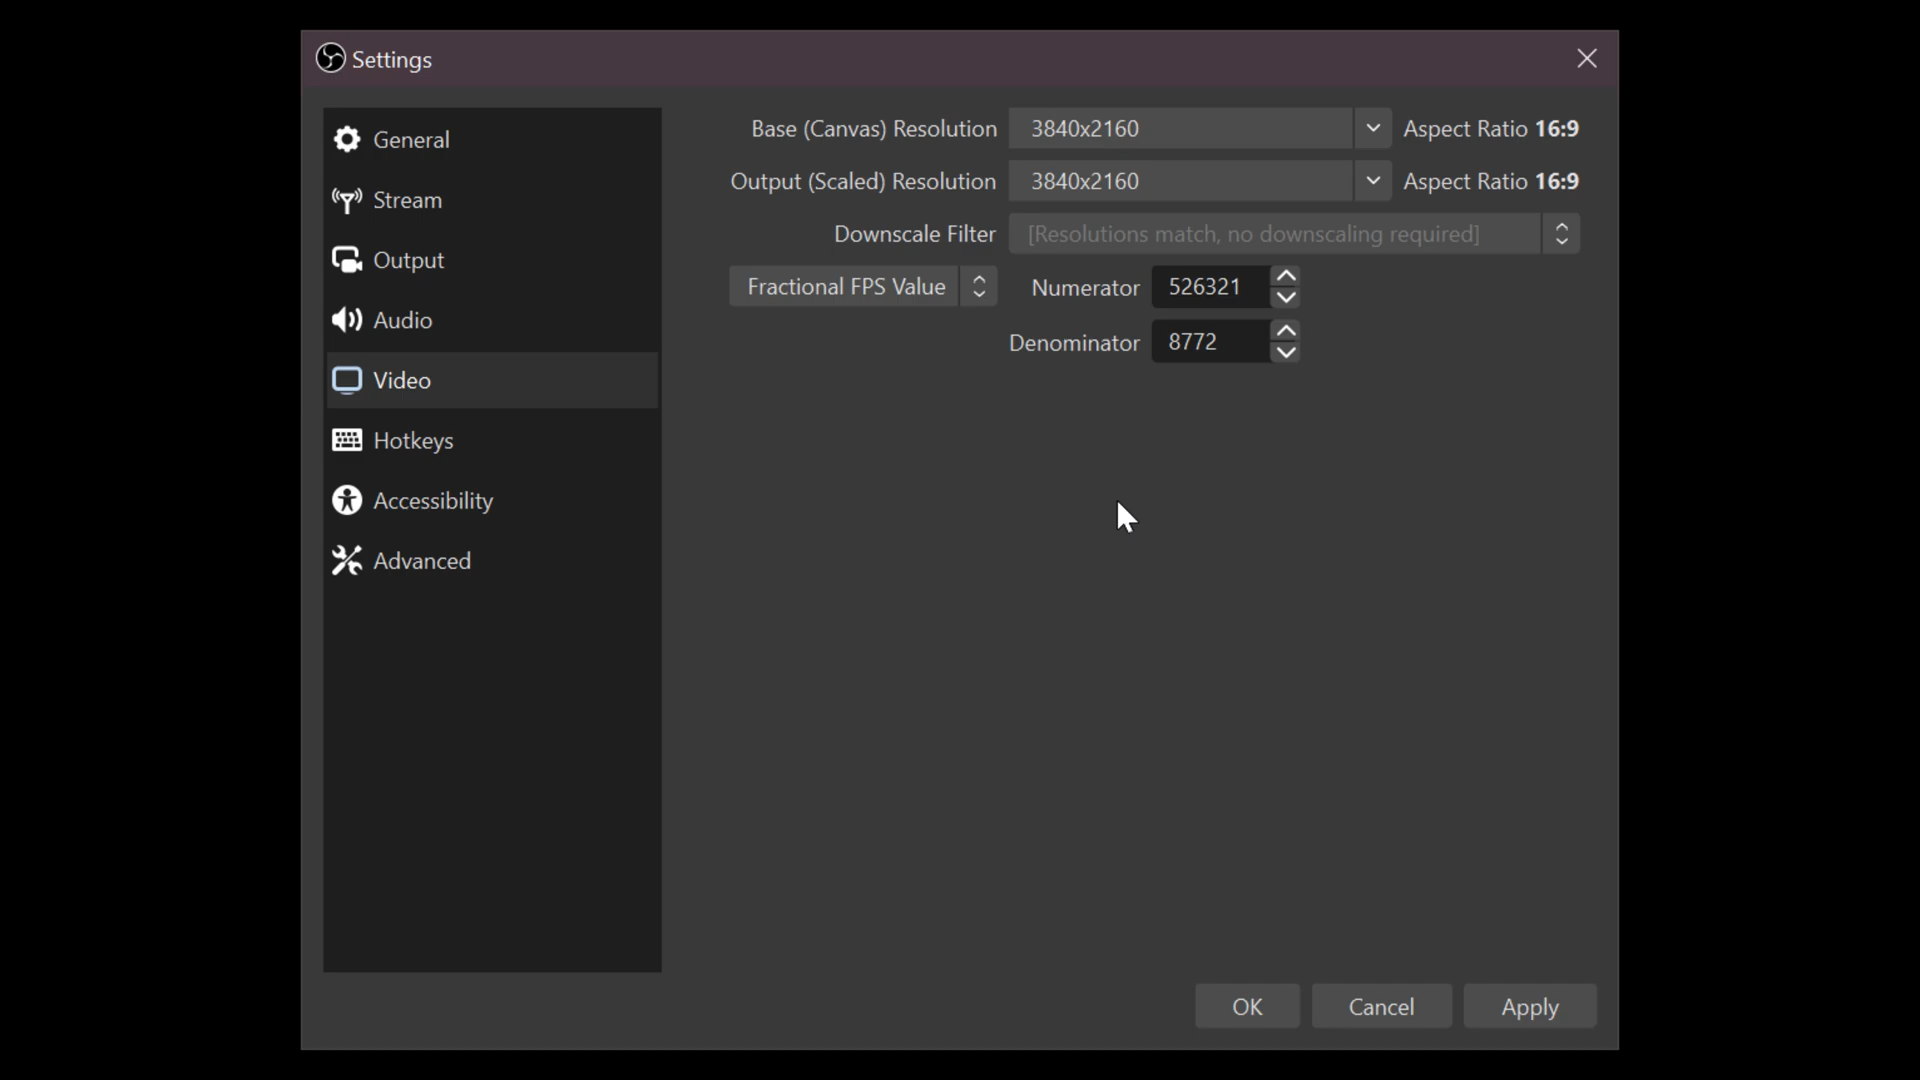 Settings
General
Stream
Output
Audio
Video
Hotkeys
Accessibility
Advanced
Base (Canvas) Resolution 3840x2160 Aspect Ratio 16:9
Output (Scaled) Resolution 3840x2160 Aspect Ratio 16:9
Downscale Filter [Resolutions match, no downscaling required]
Fractional FPS Value Numerator 526321
Denominator 8772
OK Cancel Apply